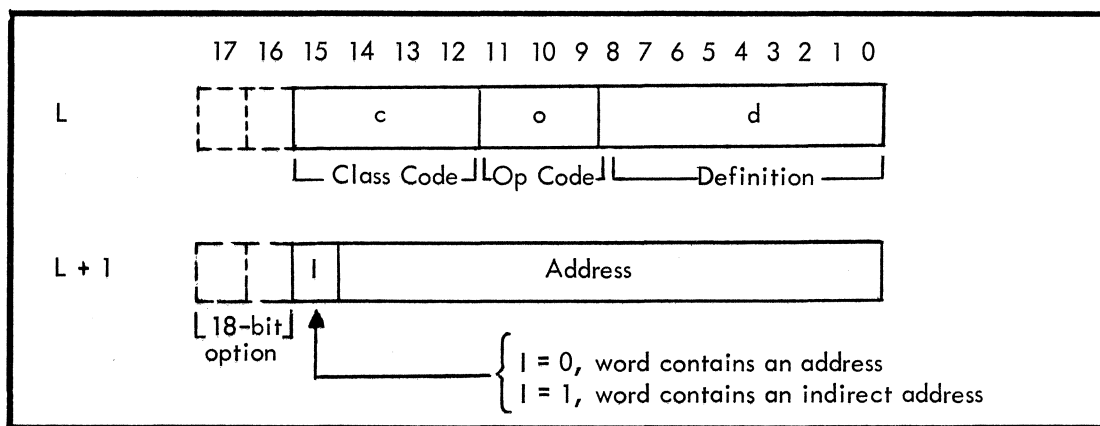 17 16 15 14 13 12 11 10 9 8 7 6 5 4 3 2 1 0
L c o d
Class Code Op Code Definition
L + 1 I Address
18-bit
option
I = 0, word contains an address
I = 1, word contains an indirect address